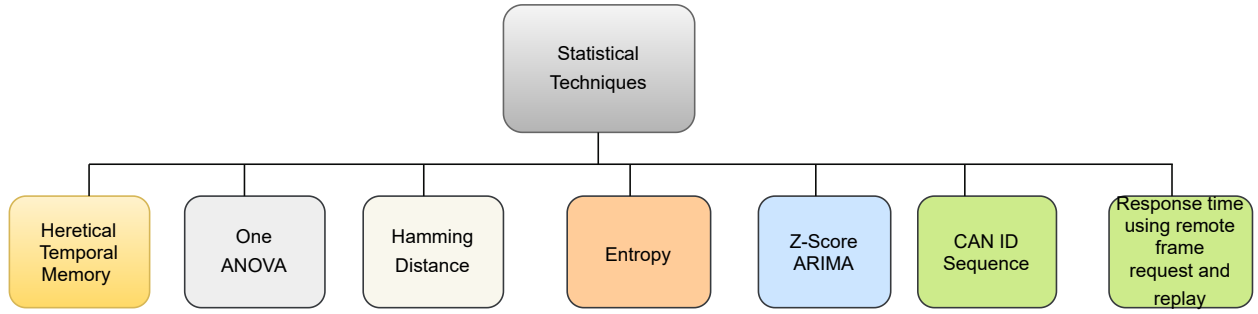 Statistical
Techniques
Heretical
Temporal
Memory
One
ANOVA
Hamming
Distance
Entropy
Z-Score
ARIMA
CAN ID
Sequence
Response time
using remote
frame
request and
replay